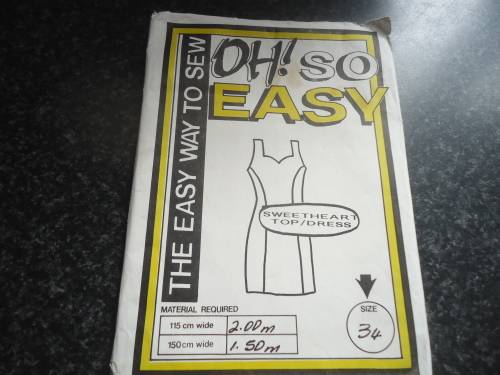 THE EASY WAY TO SEW
OH! SO
EASY
SWEETHEART
TOP/DRESS
MATERIAL REQUIRED
115 cm wide 2.00m
150 cm wide 1.50m
SIZE
34